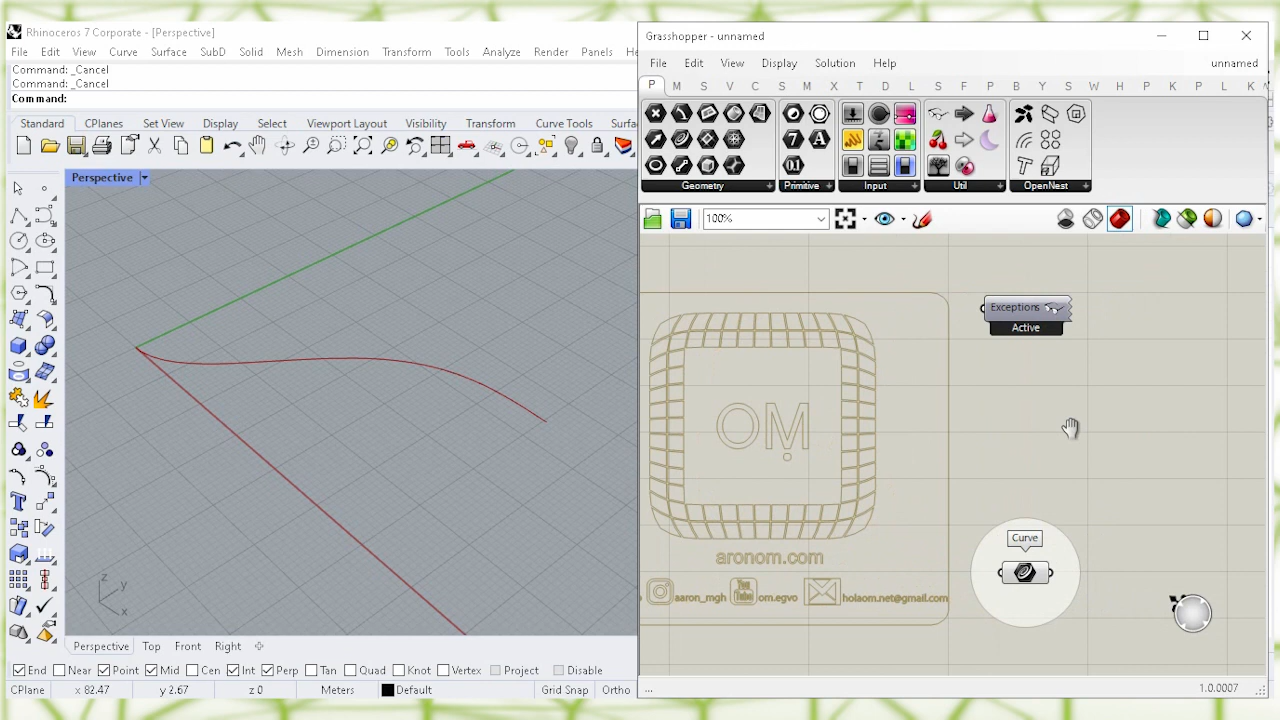 Rhinoceros 7 Corporate - [Perspective]
File Edit View Curve Surface SubD Solid Mesh Dimension Transform Tools Analyze Render Panels He
Command: _Cancel
Command: _Cancel
Command:
Standard CPlanes Set View Display Select Viewport Layout Visibility Transform Curve Tools Surfa
Perspective
z
y
x
Perspective Top Front Right
End Near Point Mid Cen Int Perp Tan Quad Knot Vertex Project Disable
CPlane x 82.47 y 2.67 z 0 Meters Default Grid Snap Ortho
Grasshopper - unnamed
File Edit View Display Solution Help unnamed
P M S V C I M X T D L S F P B Y S W H P K P L K
Geometry Primitive Input Util OpenNest
100%
Exceptions
Active
OM
aronom.com
aaron_mgh You Tube om.egvo holaom.net@gmail.com
Curve
... 1.0.0007